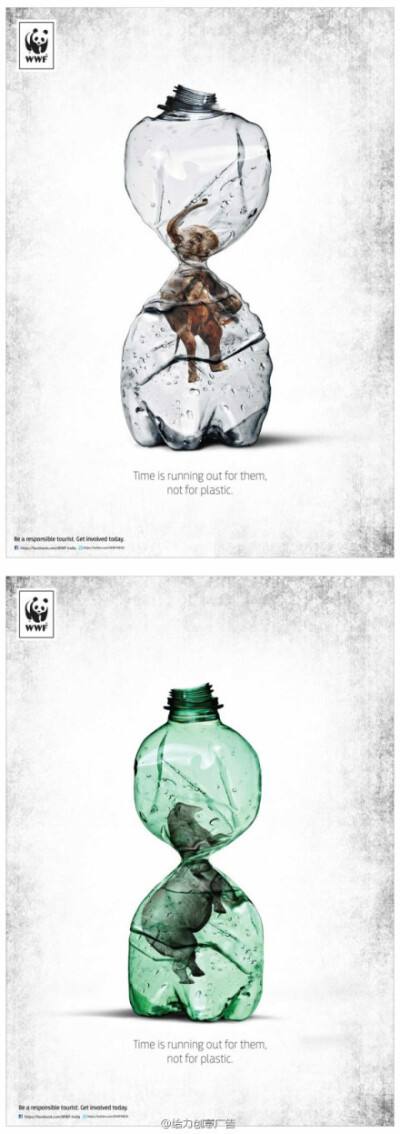 WWF
Time is running out for them,
not for plastic.
Be a responsible tourist. Get involved today.
WWF
Time is running out for them,
not for plastic.
Be a responsible tourist. Get involved today.
@给力创意广告